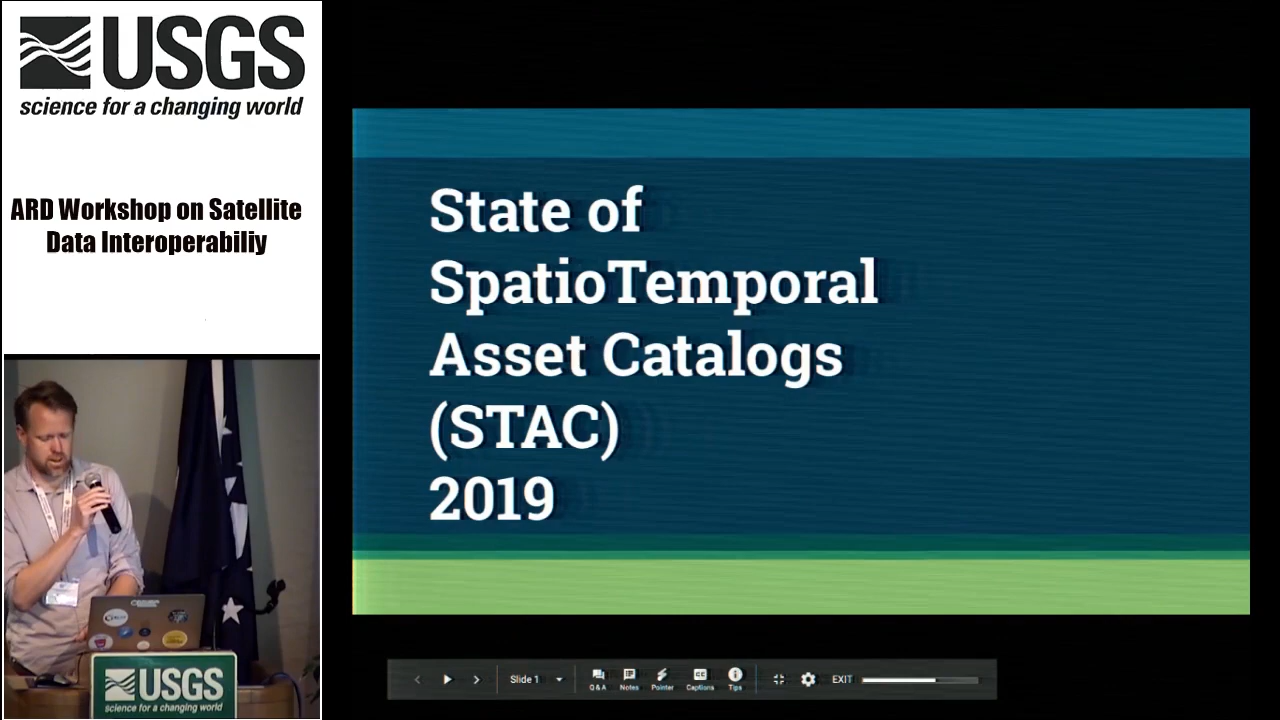 USGS
science for a changing world
ARD Workshop on Satellite
Data Interoperabiliy
State of
SpatioTemporal
Asset Catalogs
(STAC)
2019
USGS
science for a changing world
Slide 1
Q & A
Notes
Pointer
Captions
Tips
EXIT